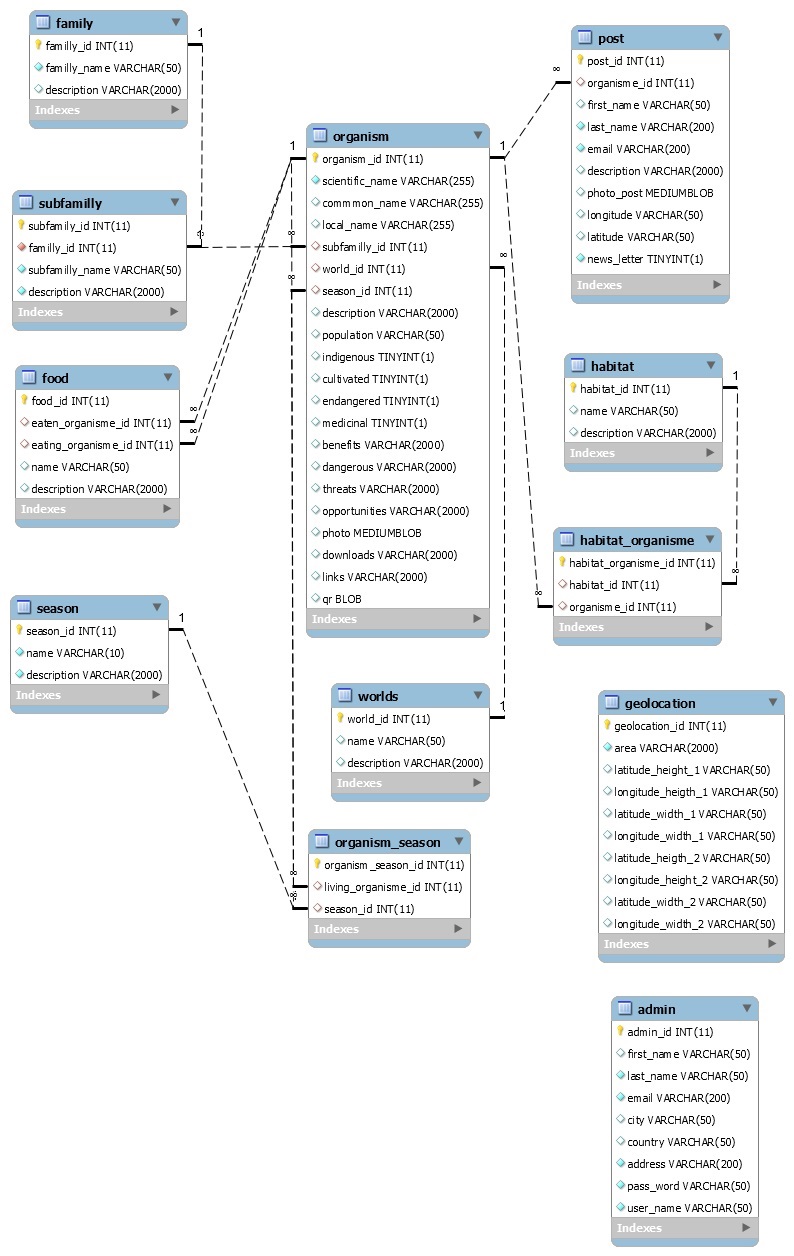 family
familly_id INT(11)
familly_name VARCHAR(50)
description VARCHAR(2000)
Indexes
subfamilly
subfamily_id INT(11)
familly_id INT(11)
subfamilly_name VARCHAR(50)
description VARCHAR(2000)
Indexes
food
food_id INT(11)
eaten_organisme_id INT(11)
eating_organisme_id INT(11)
name VARCHAR(50)
description VARCHAR(2000)
Indexes
season
season_id INT(11)
name VARCHAR(10)
description VARCHAR(2000)
Indexes
organism
organism_id INT(11)
scientific_name VARCHAR(255)
commmon_name VARCHAR(255)
local_name VARCHAR(255)
subfamilly_id INT(11)
world_id INT(11)
season_id INT(11)
description VARCHAR(2000)
population VARCHAR(50)
indigenous TINYINT(1)
cultivated TINYINT(1)
endangered TINYINT(1)
medicinal TINYINT(1)
benefits VARCHAR(2000)
dangerous VARCHAR(2000)
threats VARCHAR(2000)
opportunities VARCHAR(2000)
photo MEDIUMBLOB
downloads VARCHAR(2000)
links VARCHAR(2000)
qr BLOB
Indexes
worlds
world_id INT(11)
name VARCHAR(50)
description VARCHAR(2000)
Indexes
organism_season
organism_season_id INT(11)
living_organisme_id INT(11)
season_id INT(11)
Indexes
post
post_id INT(11)
organisme_id INT(11)
first_name VARCHAR(50)
last_name VARCHAR(200)
email VARCHAR(200)
description VARCHAR(2000)
photo_post MEDIUMBLOB
longitude VARCHAR(50)
latitude VARCHAR(50)
news_letter TINYINT(1)
Indexes
habitat
habitat_id INT(11)
name VARCHAR(50)
description VARCHAR(2000)
Indexes
habitat_organisme
habitat_organisme_id INT(11)
habitat_id INT(11)
organisme_id INT(11)
Indexes
geolocation
geolocation_id INT(11)
area VARCHAR(2000)
latitude_height_1 VARCHAR(50)
longitude_heigth_1 VARCHAR(50)
latitude_width_1 VARCHAR(50)
longitude_width_1 VARCHAR(50)
latitude_heigth_2 VARCHAR(50)
longitude_height_2 VARCHAR(50)
latitude_width_2 VARCHAR(50)
longitude_width_2 VARCHAR(50)
Indexes
admin
admin_id INT(11)
first_name VARCHAR(50)
last_name VARCHAR(50)
email VARCHAR(200)
city VARCHAR(50)
country VARCHAR(50)
address VARCHAR(200)
pass_word VARCHAR(50)
user_name VARCHAR(50)
Indexes
1
∞
1
∞
∞
∞
∞
1
∞
∞
1
∞
∞
∞
1
1
∞